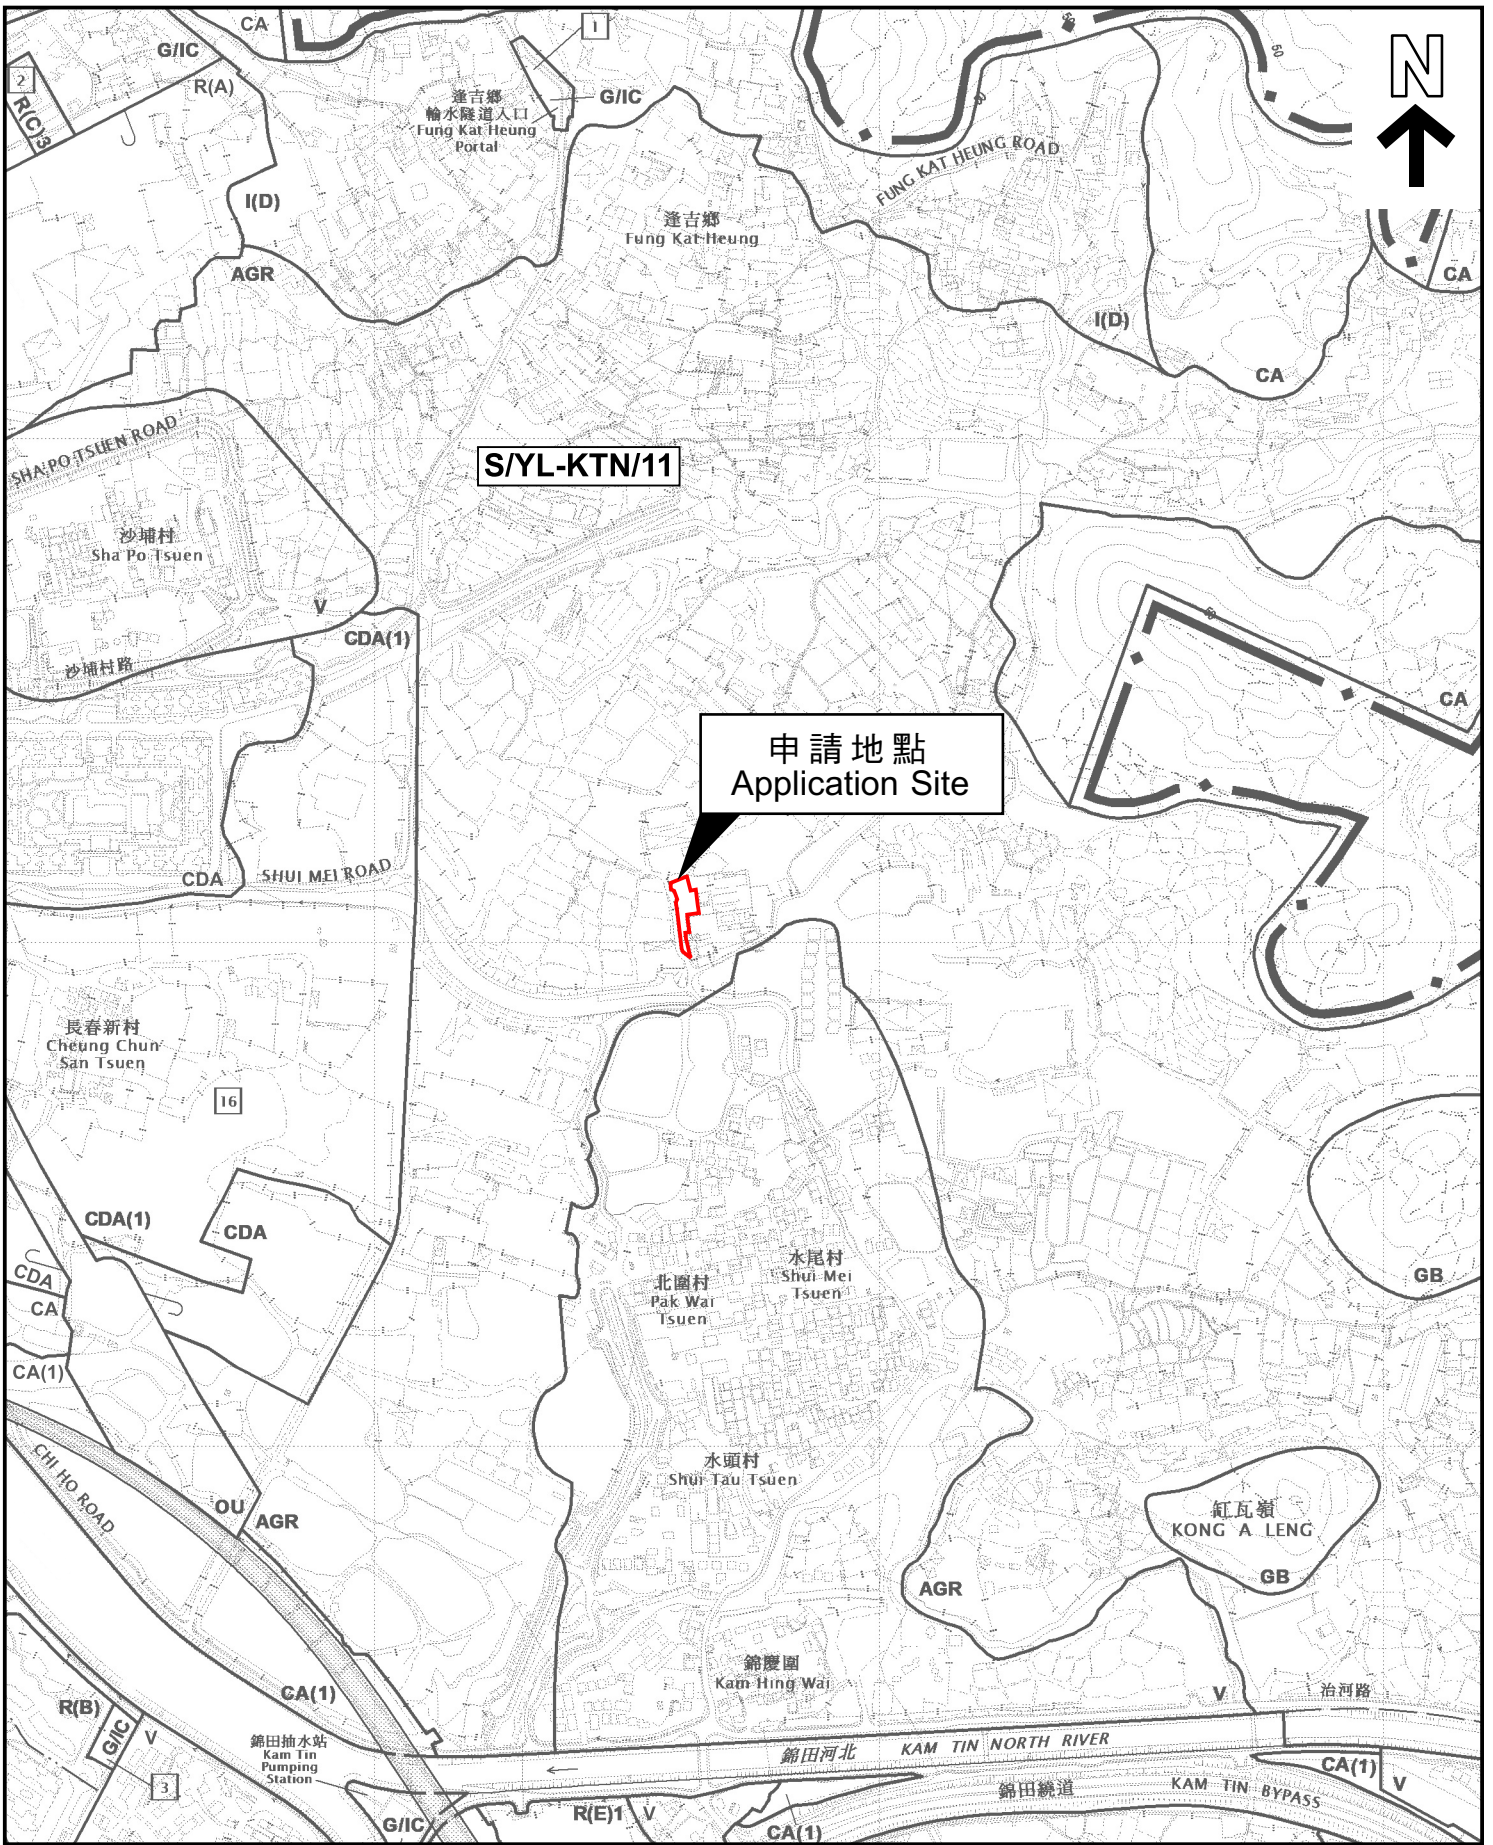 CA
G/IC
R(A)
2
R(C)3
1
逢吉鄉
輸水隧道入口
Fung Kat Heung
Portal
G/IC
50
N
FUNG KAT HEUNG ROAD
I(D)
逢吉鄉
Fung Kat Heung
AGR
CA
I(D)
CA
SHA PO TSUEN ROAD
S/YL-KTN/11
沙埔村
Sha Po Tsuen
V
CDA(1)
沙埔村路
50
CA
申請地點
Application Site
CDA
SHUI MEI ROAD
長春新村
Cheung Chun
San Tsuen
16
CDA(1)
CDA
CDA
CA
CA(1)
水尾村
Shui Mei
Tsuen
北圍村
Pak Wai
Tsuen
GB
水頭村
Shui Tau Tsuen
CHI HO ROAD
OU
AGR
缸瓦嶺
KONG A LENG
GB
AGR
錦慶圍
Kam Hing Wai
CA(1)
R(B)
G/IC
V
3
錦田抽水站
Kam Tin
Pumping
Station
V
治河路
錦田河北
KAM TIN NORTH RIVER
CA(1)
V
錦田繞道
KAM TIN BYPASS
G/IC
R(E)1
V
CA(1)